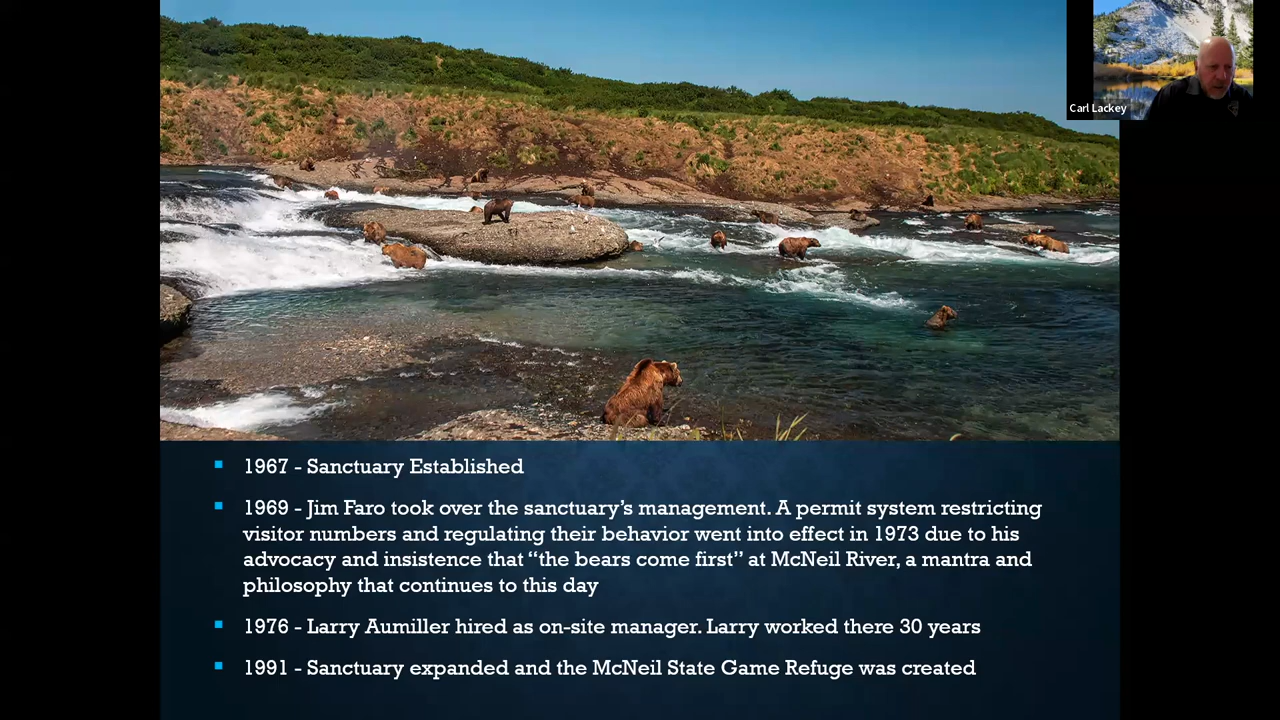 Carl Lackey
1967 - Sanctuary Established
1969 - Jim Faro took over the sanctuary’s management. A permit system restricting
visitor numbers and regulating their behavior went into effect in 1973 due to his
advocacy and insistence that “the bears come first” at McNeil River, a mantra and
philosophy that continues to this day
1976 - Larry Aumiller hired as on-site manager. Larry worked there 30 years
1991 - Sanctuary expanded and the McNeil State Game Refuge was created